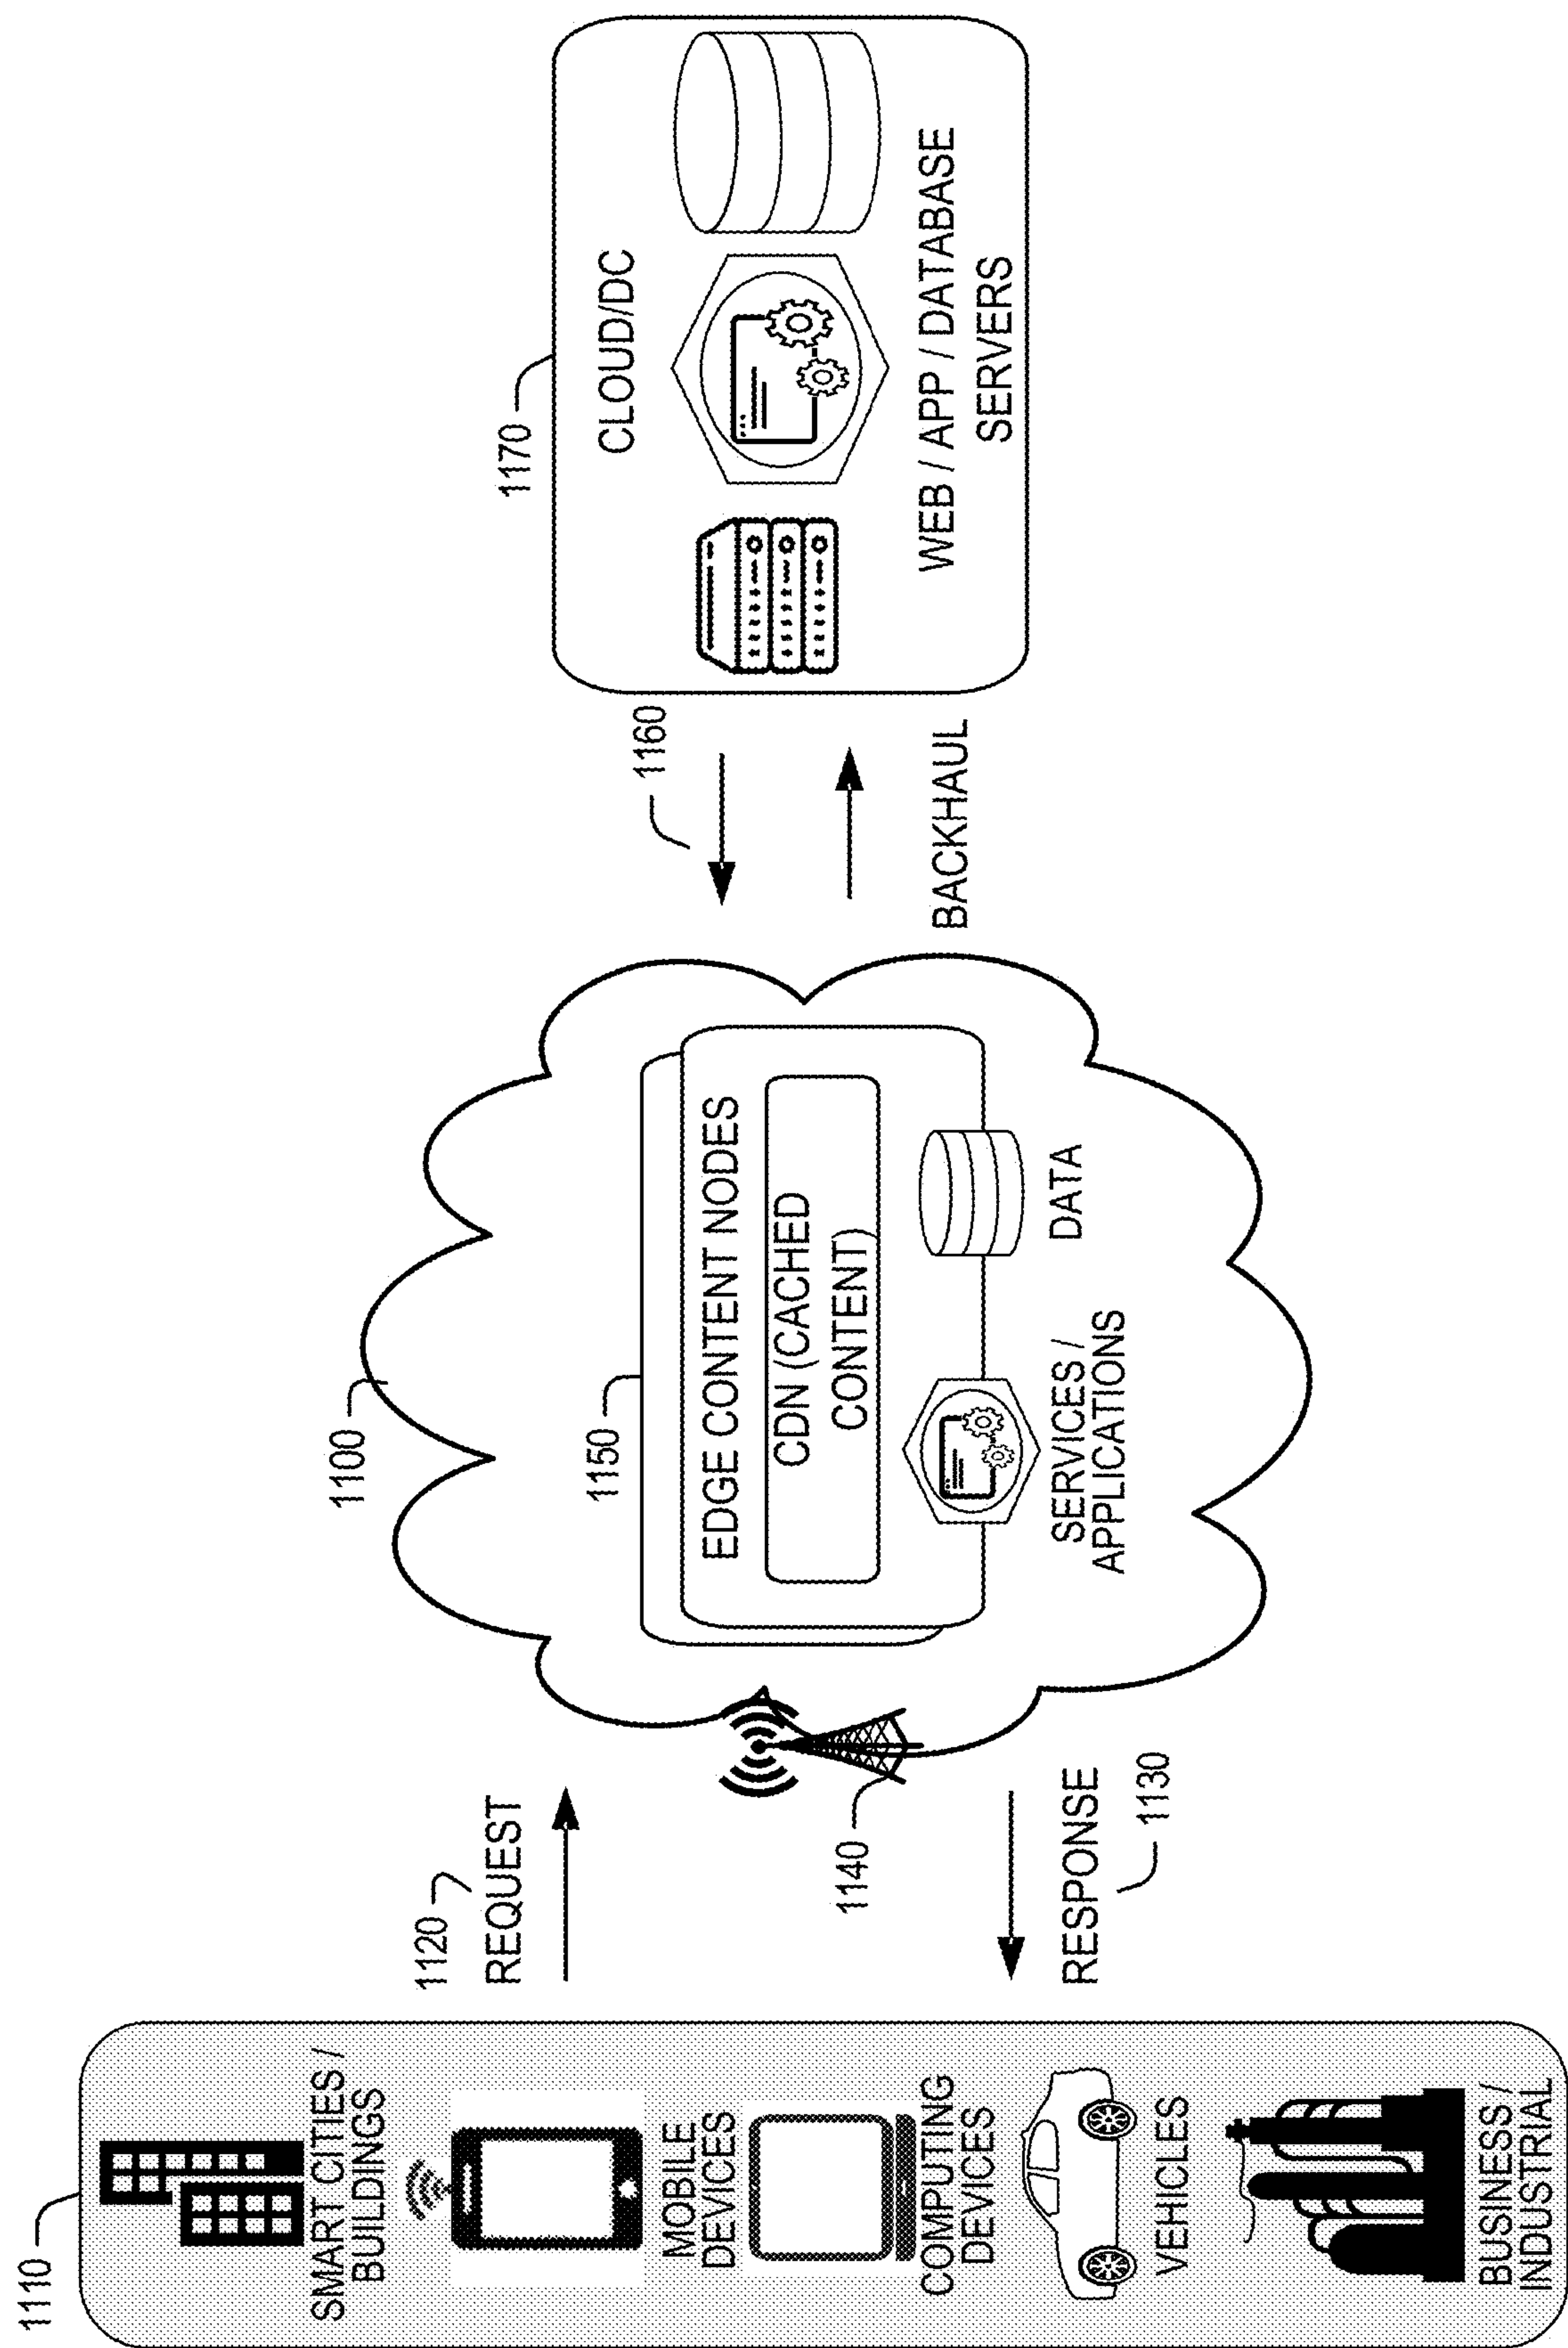 1110
SMART CITIES /
BUILDINGS
MOBILE
DEVICES
COMPUTING
DEVICES
VEHICLES
BUSINESS /
INDUSTRIAL
1120
REQUEST
RESPONSE
1130
1140
1100
1150
EDGE CONTENT NODES
CDN (CACHED
CONTENT)
SERVICES /
APPLICATIONS
DATA
1160
BACKHAUL
1170
CLOUD/DC
WEB / APP / DATABASE
SERVERS